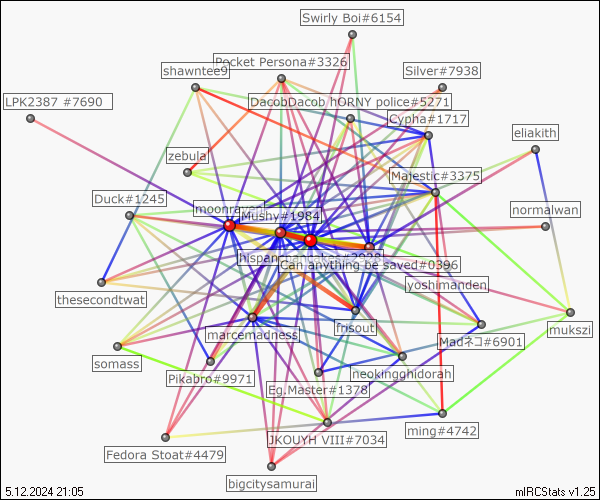 Swirly Boi#6154
Pocket Persona#3326
shawntee9
Silver#7938
LPK2387 #7690
DacobDacob hORNY police#5271
Cypha#1717
eliakith
zebula
Majestic#3375
Duck#1245
moonra
Mushy#1984
normalwan
Can anything be saved#0396
yoshimanden
thesecondtwat
marcemadness
frisout
mukszi
Madネコ#6901
somass
neokingghidorah
Pikabro#9971
Eg.Master#1378
ming#4742
JKOUYH VIII#7034
Fedora Stoat#4479
bigcitysamurai
5.12.2024 21:05
mIRCStats v1.25